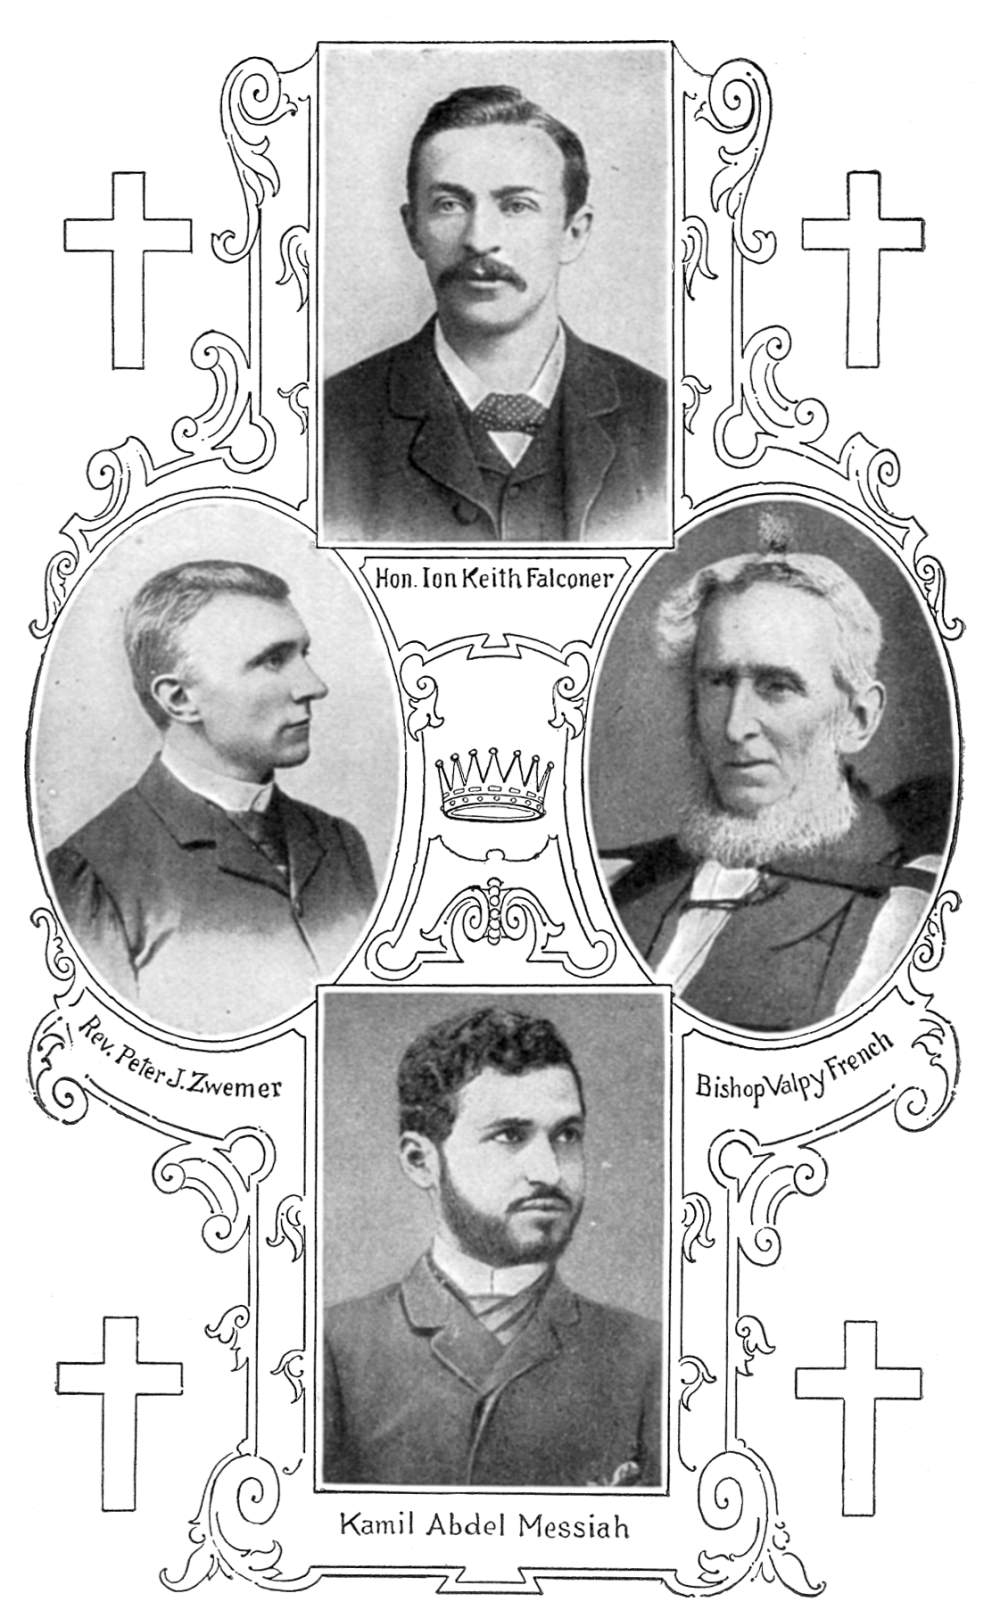 Hon. Ion Keith Falconer
Rev. Peter J. Zwemer
Bishop Valpy French
Kamil Abdel Messiah